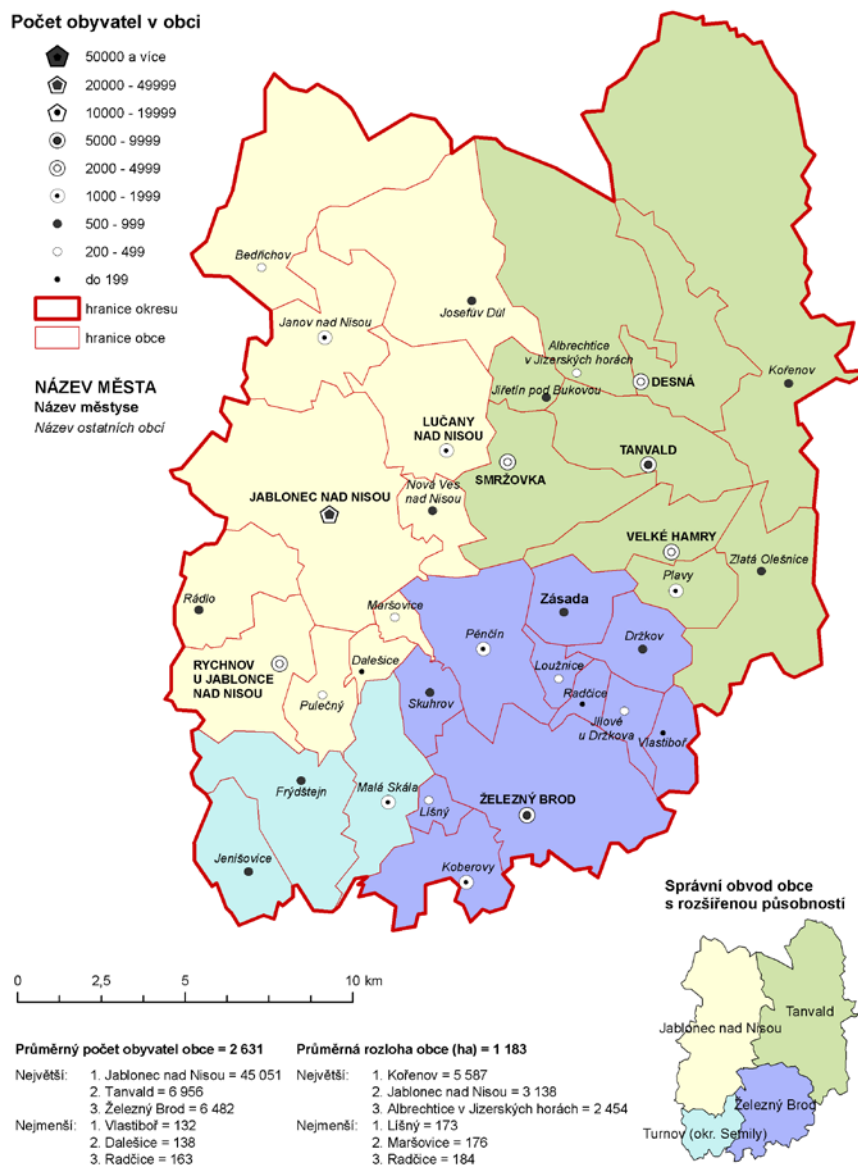 Počet obyvatel v obci
50000 a více
20000 - 49999
10000 - 19999
5000 - 9999
2000 - 4999
1000 - 1999
500 - 999
200 - 499
do 199
hranice okresu
hranice obce
NÁZEV MĚSTA
Název městyse
Název ostatních obcí
Bedřichov
Janov nad Nisou
Josefův Důl
Albrechtice
v Jizerských horách
Jiřetín pod Bukovou
DESNÁ
Kořenov
LUČANY
NAD NISOU
SMRŽOVKA
TANVALD
JABLONEC NAD NISOU
Nová Ves
nad Nisou
VELKÉ HAMRY
Zlatá Olešnice
Plavy
Rádlo
Maršovice
Zásada
Držkov
Pěnčín
RYCHNOV
U JABLONCE
NAD NISOU
Dalešice
Loužnice
Radčice
Pulečný
Skuhrov
Jílové
u Držkova
Vlastiboř
Frýdštejn
Malá Skála
Líšný
ŽELEZNÝ BROD
Jenišovice
Koberovy
Správní obvod obce
s rozšířenou působností
Tanvald
Jablonec nad Nisou
Železný Brod
Turnov (okr. Semily)
0 2,5 5 10 km
Průměrný počet obyvatel obce = 2 631
Největší: 1. Jablonec nad Nisou = 45 051
2. Tanvald = 6 956
3. Železný Brod = 6 482
Nejmenší: 1. Vlastiboř = 132
2. Dalešice = 138
3. Radčice = 163
Průměrná rozloha obce (ha) = 1 183
Největší: 1. Kořenov = 5 587
2. Jablonec nad Nisou = 3 138
3. Albrechtice v Jizerských horách = 2 454
Nejmenší: 1. Líšný = 173
2. Maršovice = 176
3. Radčice = 184